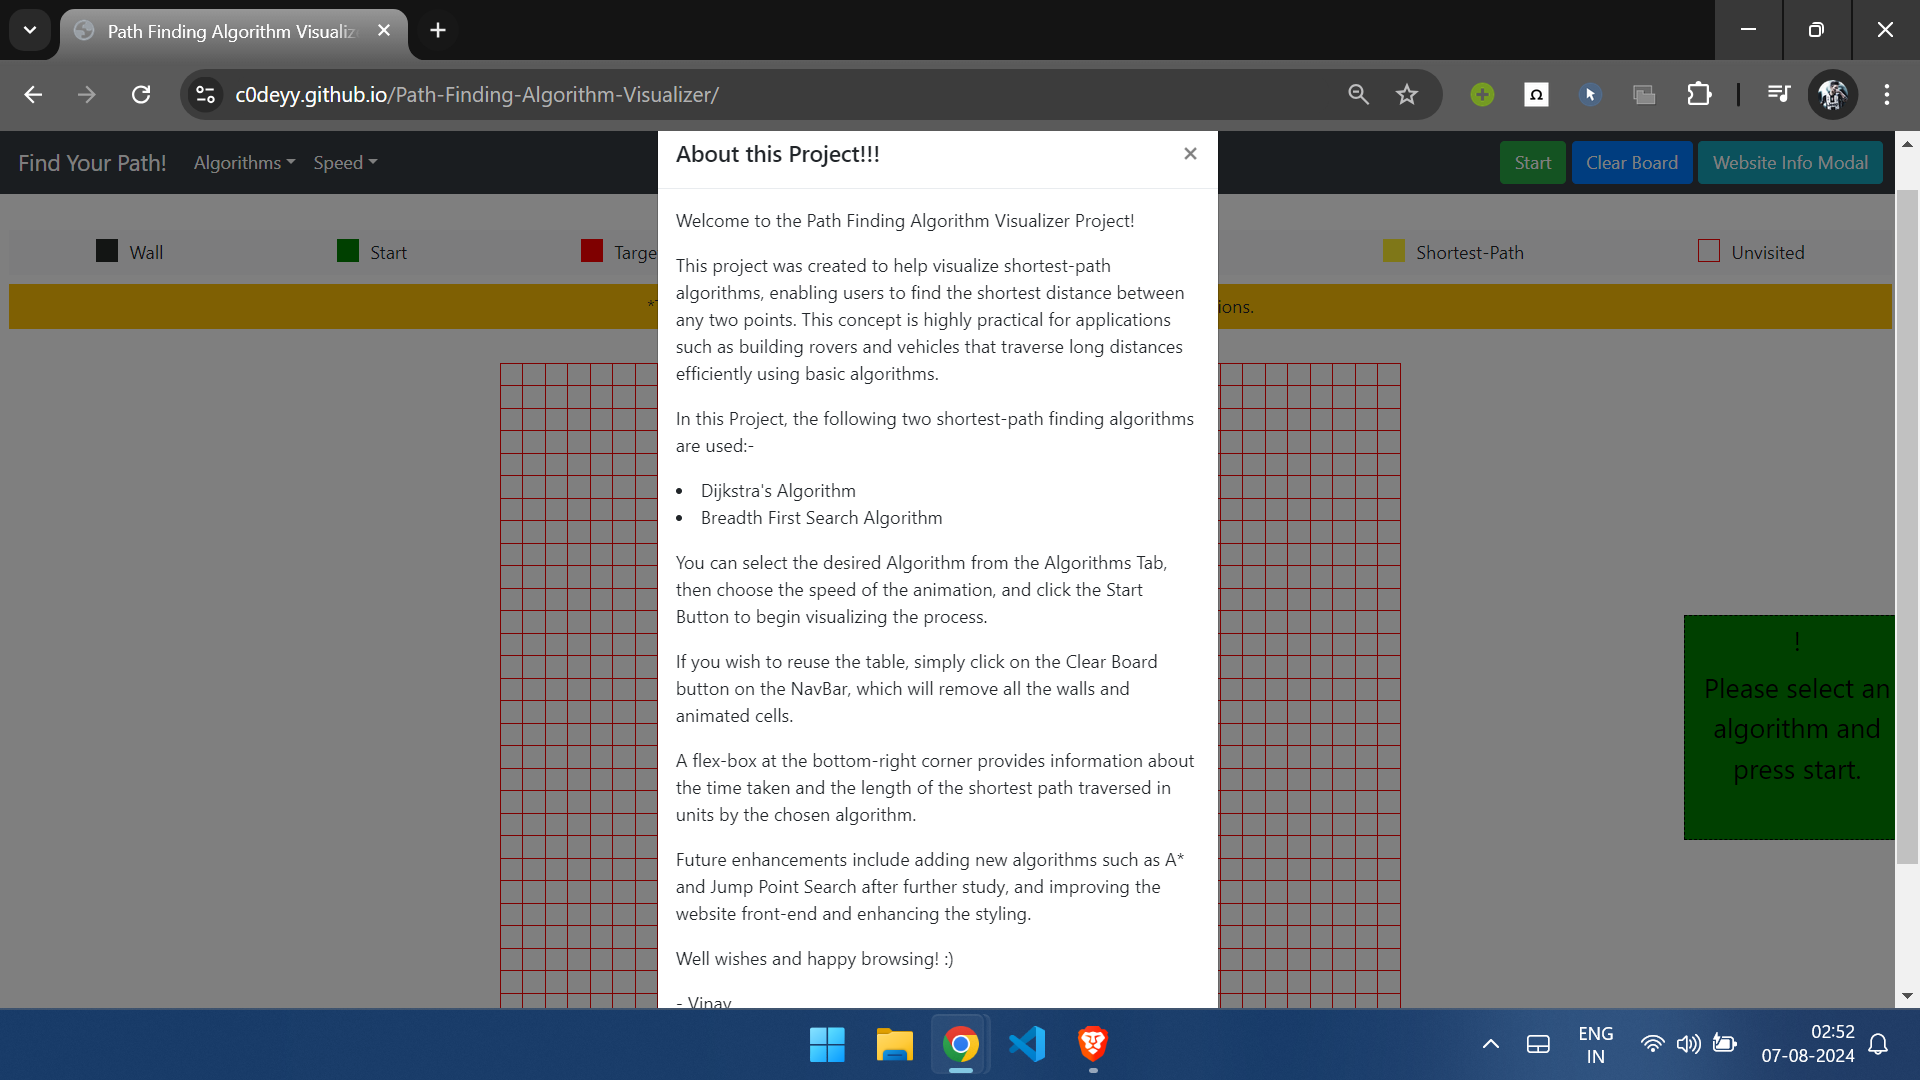 Path Finding Algorithm Visualiz
c0deyy.github.io/Path-Finding-Algorithm-Visualizer/
Find Your Path!
Algorithms
Speed
About this Project!!!
×
Start
Clear Board
Website Info Modal
Wall
Start
Targe
Shortest-Path
Unvisited
ions.
Welcome to the Path Finding Algorithm Visualizer Project!
This project was created to help visualize shortest-path
algorithms, enabling users to find the shortest distance between
any two points. This concept is highly practical for applications
such as building rovers and vehicles that traverse long distances
efficiently using basic algorithms.
In this Project, the following two shortest-path finding algorithms
are used:-
• Dijkstra's Algorithm
• Breadth First Search Algorithm
You can select the desired Algorithm from the Algorithms Tab,
then choose the speed of the animation, and click the Start
Button to begin visualizing the process.
If you wish to reuse the table, simply click on the Clear Board
button on the NavBar, which will remove all the walls and
animated cells.
A flex-box at the bottom-right corner provides information about
the time taken and the length of the shortest path traversed in
units by the chosen algorithm.
Future enhancements include adding new algorithms such as A*
and Jump Point Search after further study, and improving the
website front-end and enhancing the styling.
Well wishes and happy browsing! :)
- Vinay
!
Please select an
algorithm and
press start.
ENG
IN
02:52
07-08-2024